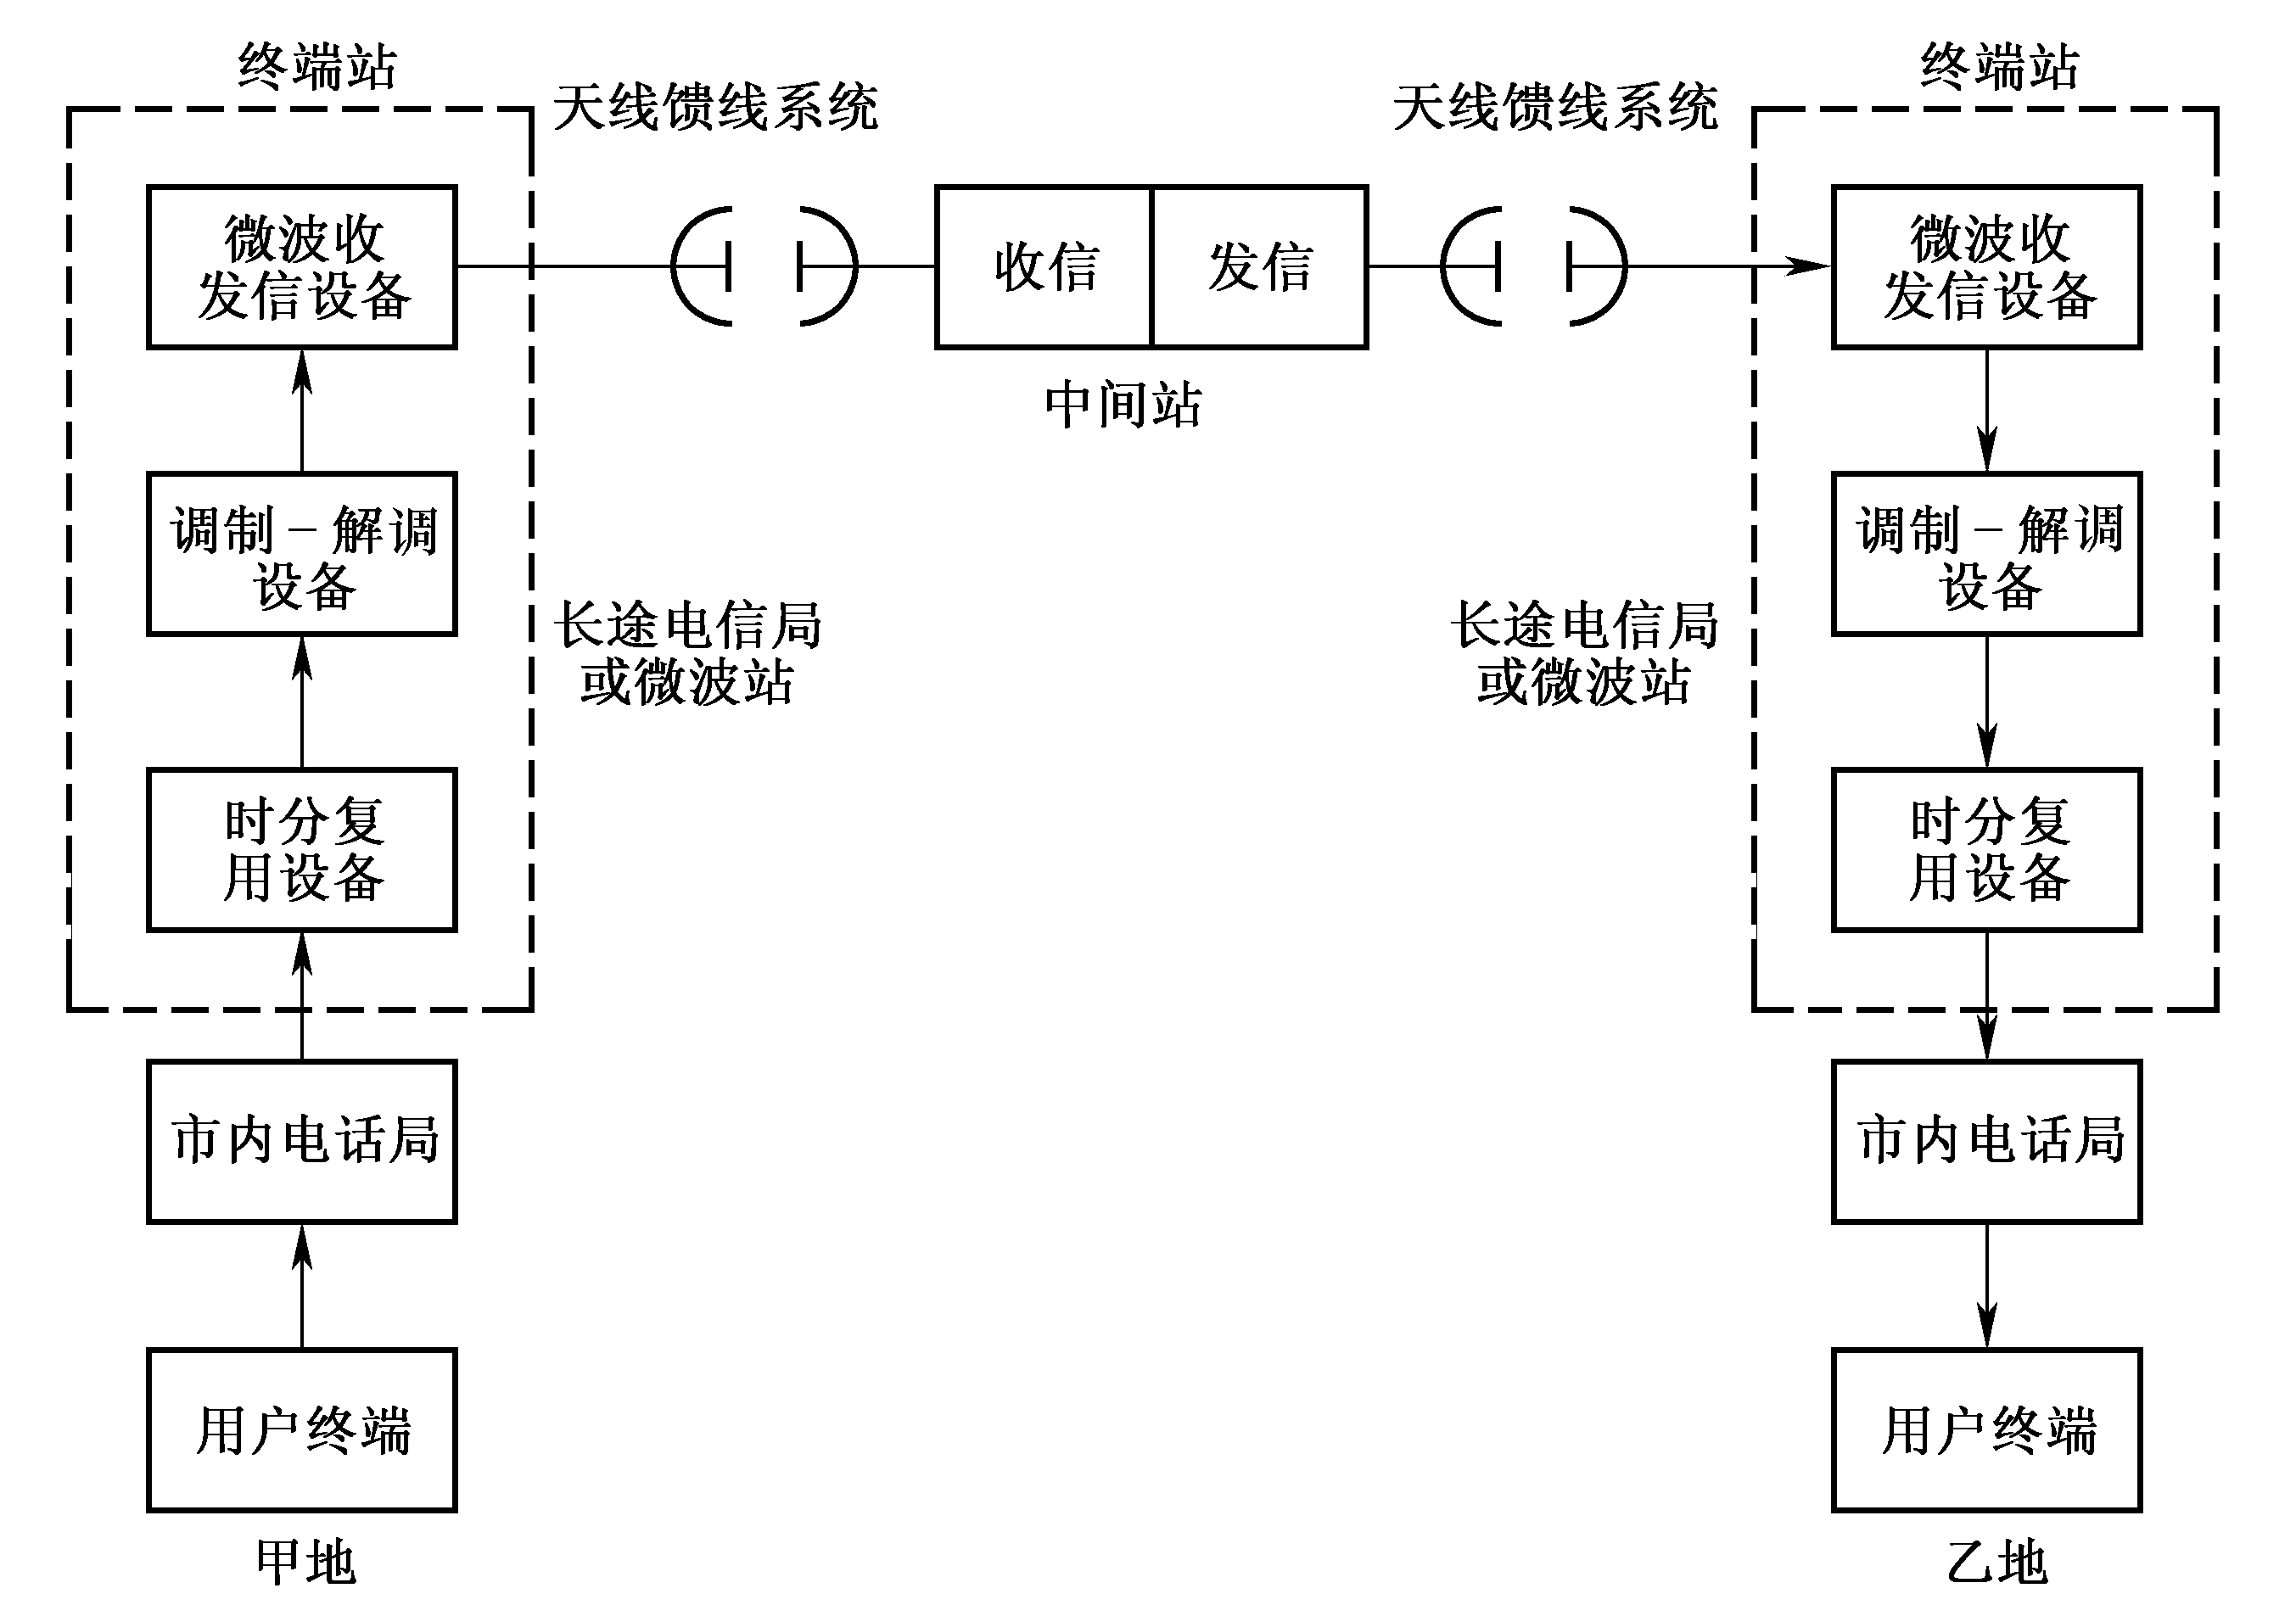 终端站
天线馈线系统
天线馈线系统
终端站
微波收
发信设备
收信
发信
微波收
发信设备
中间站
调制-解调
设备
调制-解调
设备
长途电信局
或微波站
长途电信局
或微波站
时分复
用设备
时分复
用设备
市内电话局
市内电话局
用户终端
用户终端
甲地
乙地